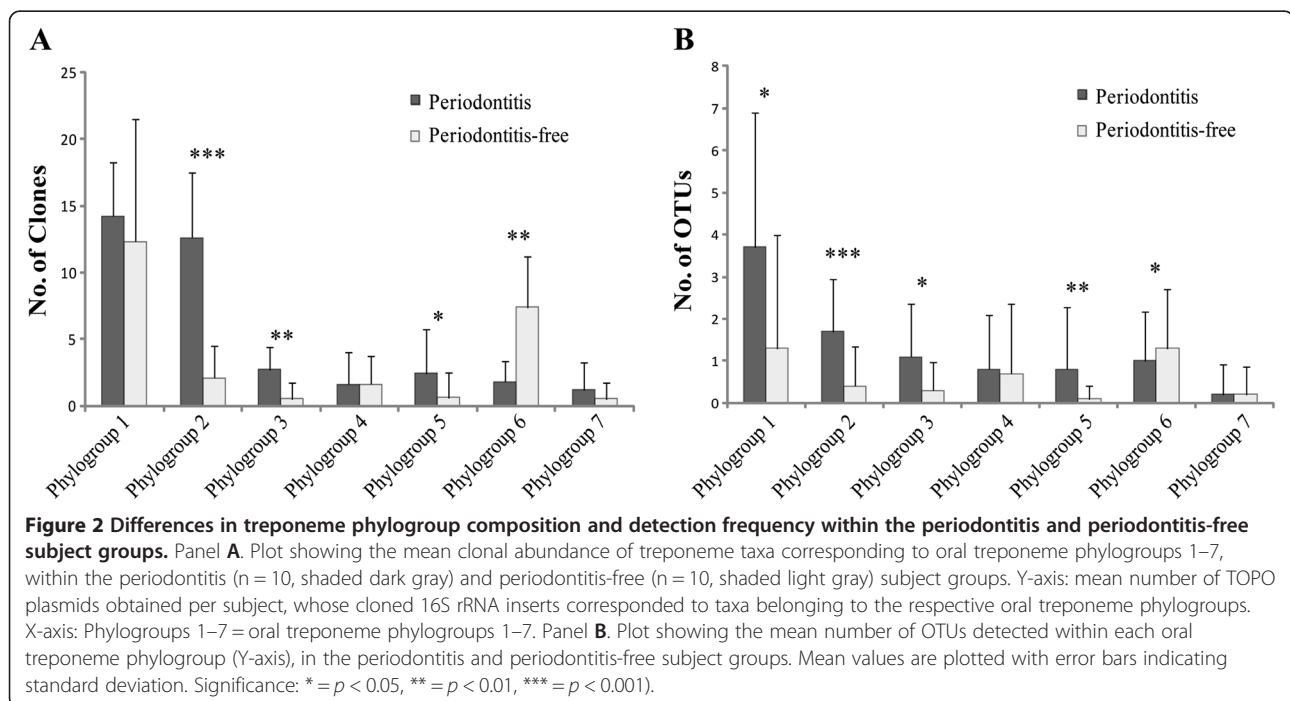 A
25
20
15
10
5
0
No. of Clones
Periodontitis
Periodontitis-free
***
**
*
**
Phylogroup 1
Phylogroup 2
Phylogroup 3
Phylogroup 4
Phylogroup 5
Phylogroup 6
Phylogroup 7
B
8
7
6
5
4
3
2
1
0
No. of OTUs
Periodontitis
Periodontitis-free
*
***
*
**
*
Phylogroup 1
Phylogroup 2
Phylogroup 3
Phylogroup 4
Phylogroup 5
Phylogroup 6
Phylogroup 7
Figure 2 Differences in treponeme phylogroup composition and detection frequency within the periodontitis and periodontitis-free
subject groups. Panel A. Plot showing the mean clonal abundance of treponeme taxa corresponding to oral treponeme phylogroups 1–7,
within the periodontitis (n = 10, shaded dark gray) and periodontitis-free (n = 10, shaded light gray) subject groups. Y-axis: mean number of TOPO
plasmids obtained per subject, whose cloned 16S rRNA inserts corresponded to taxa belonging to the respective oral treponeme phylogroups.
X-axis: Phylogroups 1–7 = oral treponeme phylogroups 1–7. Panel B. Plot showing the mean number of OTUs detected within each oral
treponeme phylogroup (Y-axis), in the periodontitis and periodontitis-free subject groups. Mean values are plotted with error bars indicating
standard deviation. Significance: * = p < 0.05, ** = p < 0.01, *** = p < 0.001).